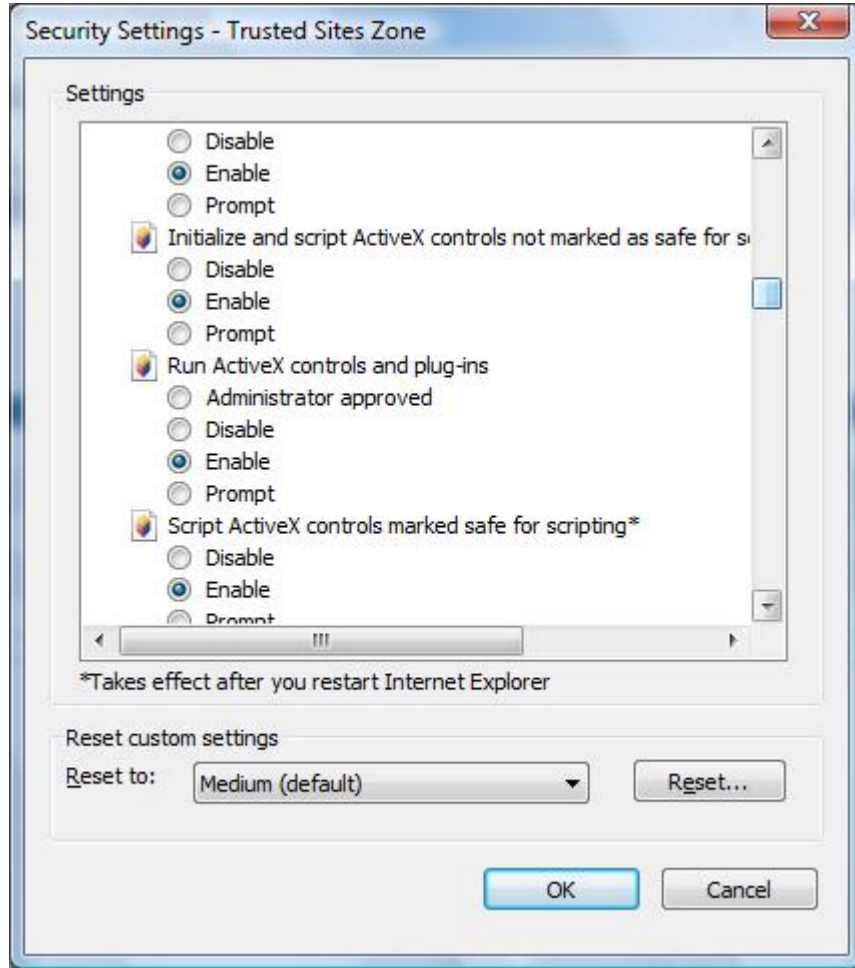 Security Settings - Trusted Sites Zone
Settings
Disable
Enable
Prompt
Initialize and script ActiveX controls not marked as safe for s
Disable
Enable
Prompt
Run ActiveX controls and plug-ins
Administrator approved
Disable
Enable
Prompt
Script ActiveX controls marked safe for scripting*
Disable
Enable
Prompt
*Takes effect after you restart Internet Explorer
Reset custom settings
Reset to:
Medium (default)
Reset...
OK
Cancel